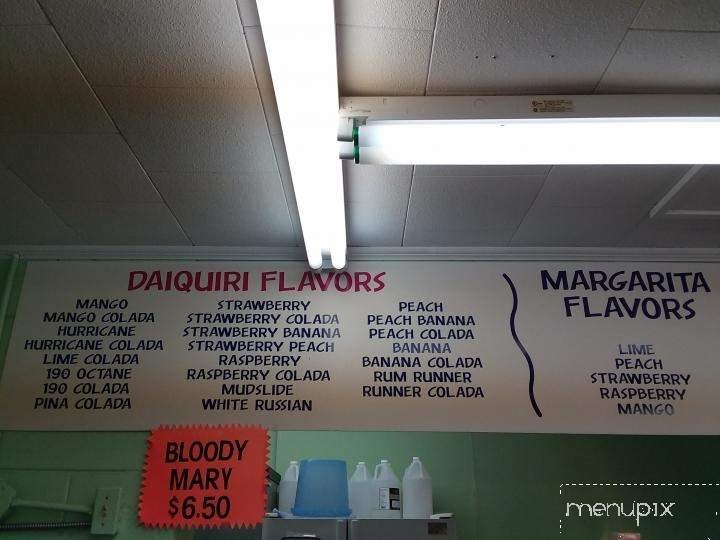 DAIQUIRI FLAVORS
MANGO
MANGO COLADA
HURRICANE
HURRICANE COLADA
LIME COLADA
190 OCTANE
190 COLADA
PINA COLADA
STRAWBERRY
STRAWBERRY COLADA
STRAWBERRY BANANA
STRAWBERRY PEACH
RASPBERRY
RASPBERRY COLADA
MUDSLIDE
WHITE RUSSIAN
PEACH
PEACH BANANA
PEACH COLADA
BANANA
BANANA COLADA
RUM RUNNER
RUNNER COLADA
MARGARITA
FLAVORS
LIME
PEACH
STRAWBERRY
RASPBERRY
MANGO
BLOODY
MARY
$6.50
menupix